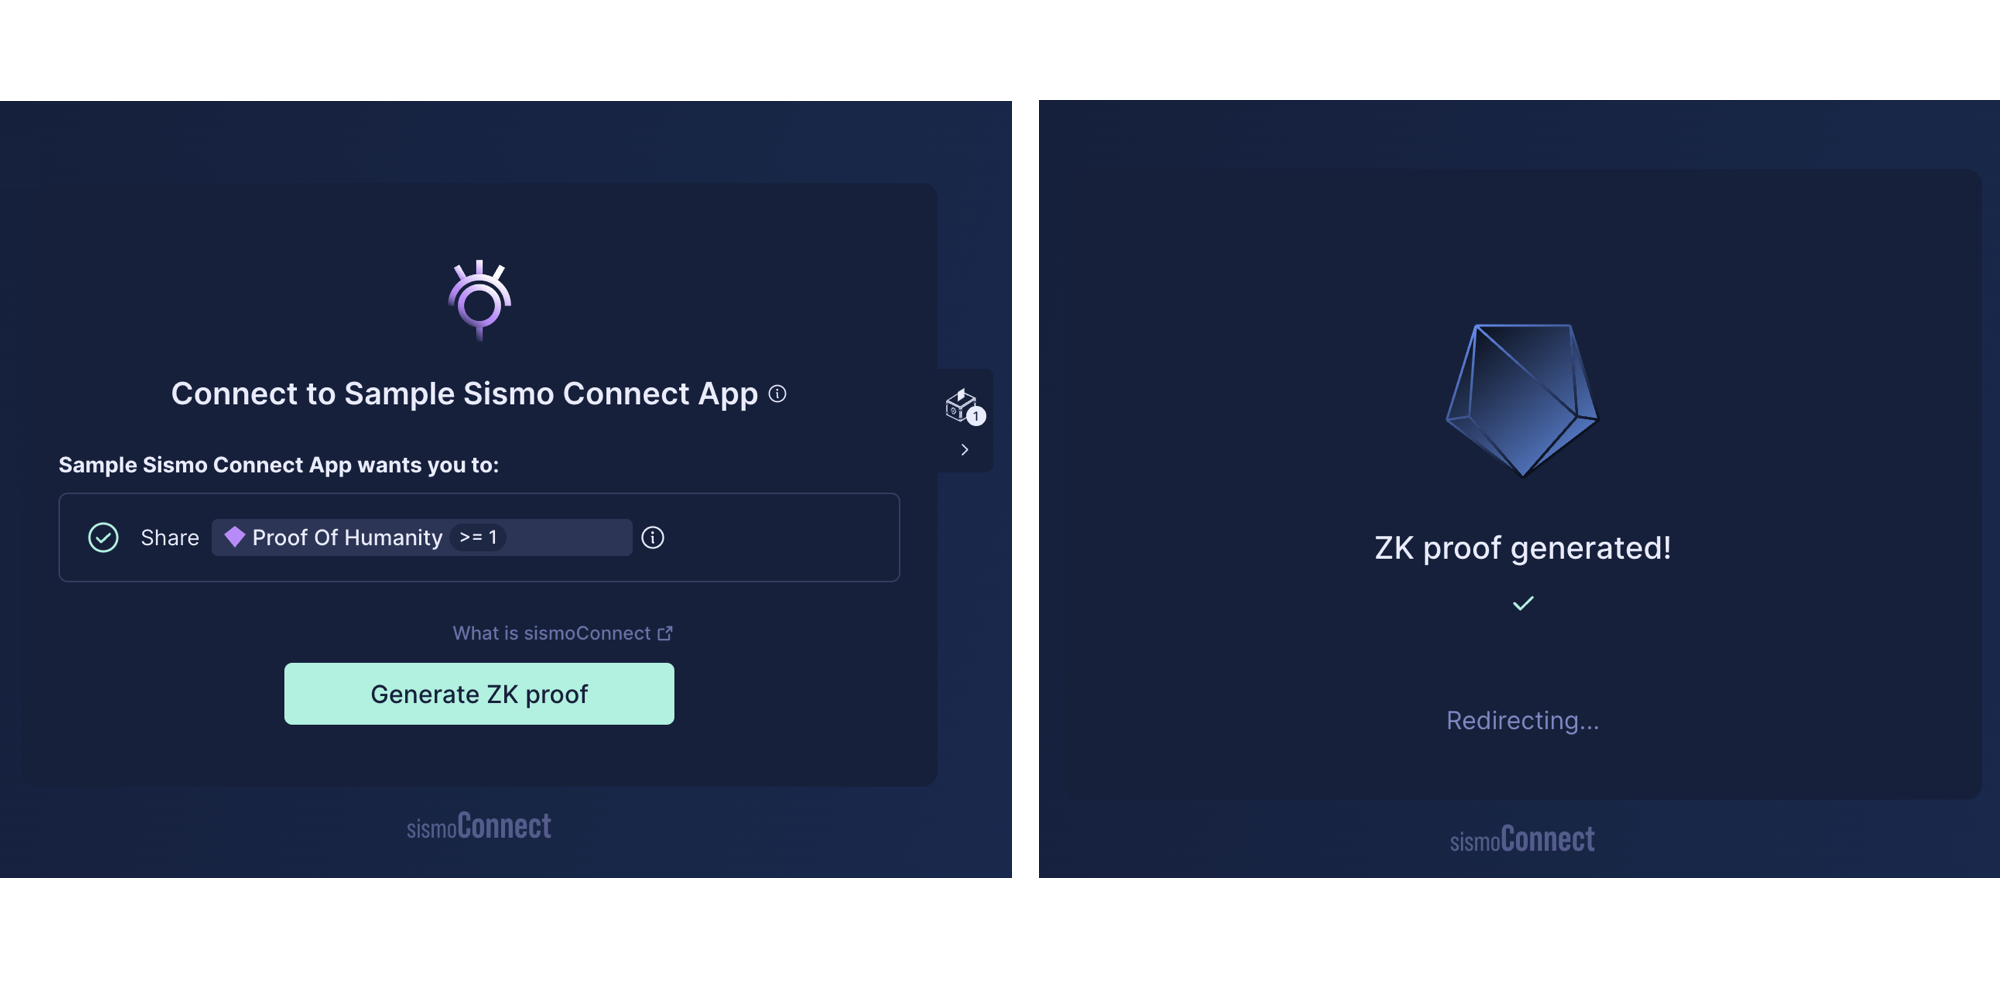 Connect to Sample Sismo Connect App
1
Sample Sismo Connect App wants you to:
Share Proof Of Humanity >= 1
What is sismoConnect
Generate ZK proof
sismoConnect
ZK proof generated!
Redirecting...
sismoConnect